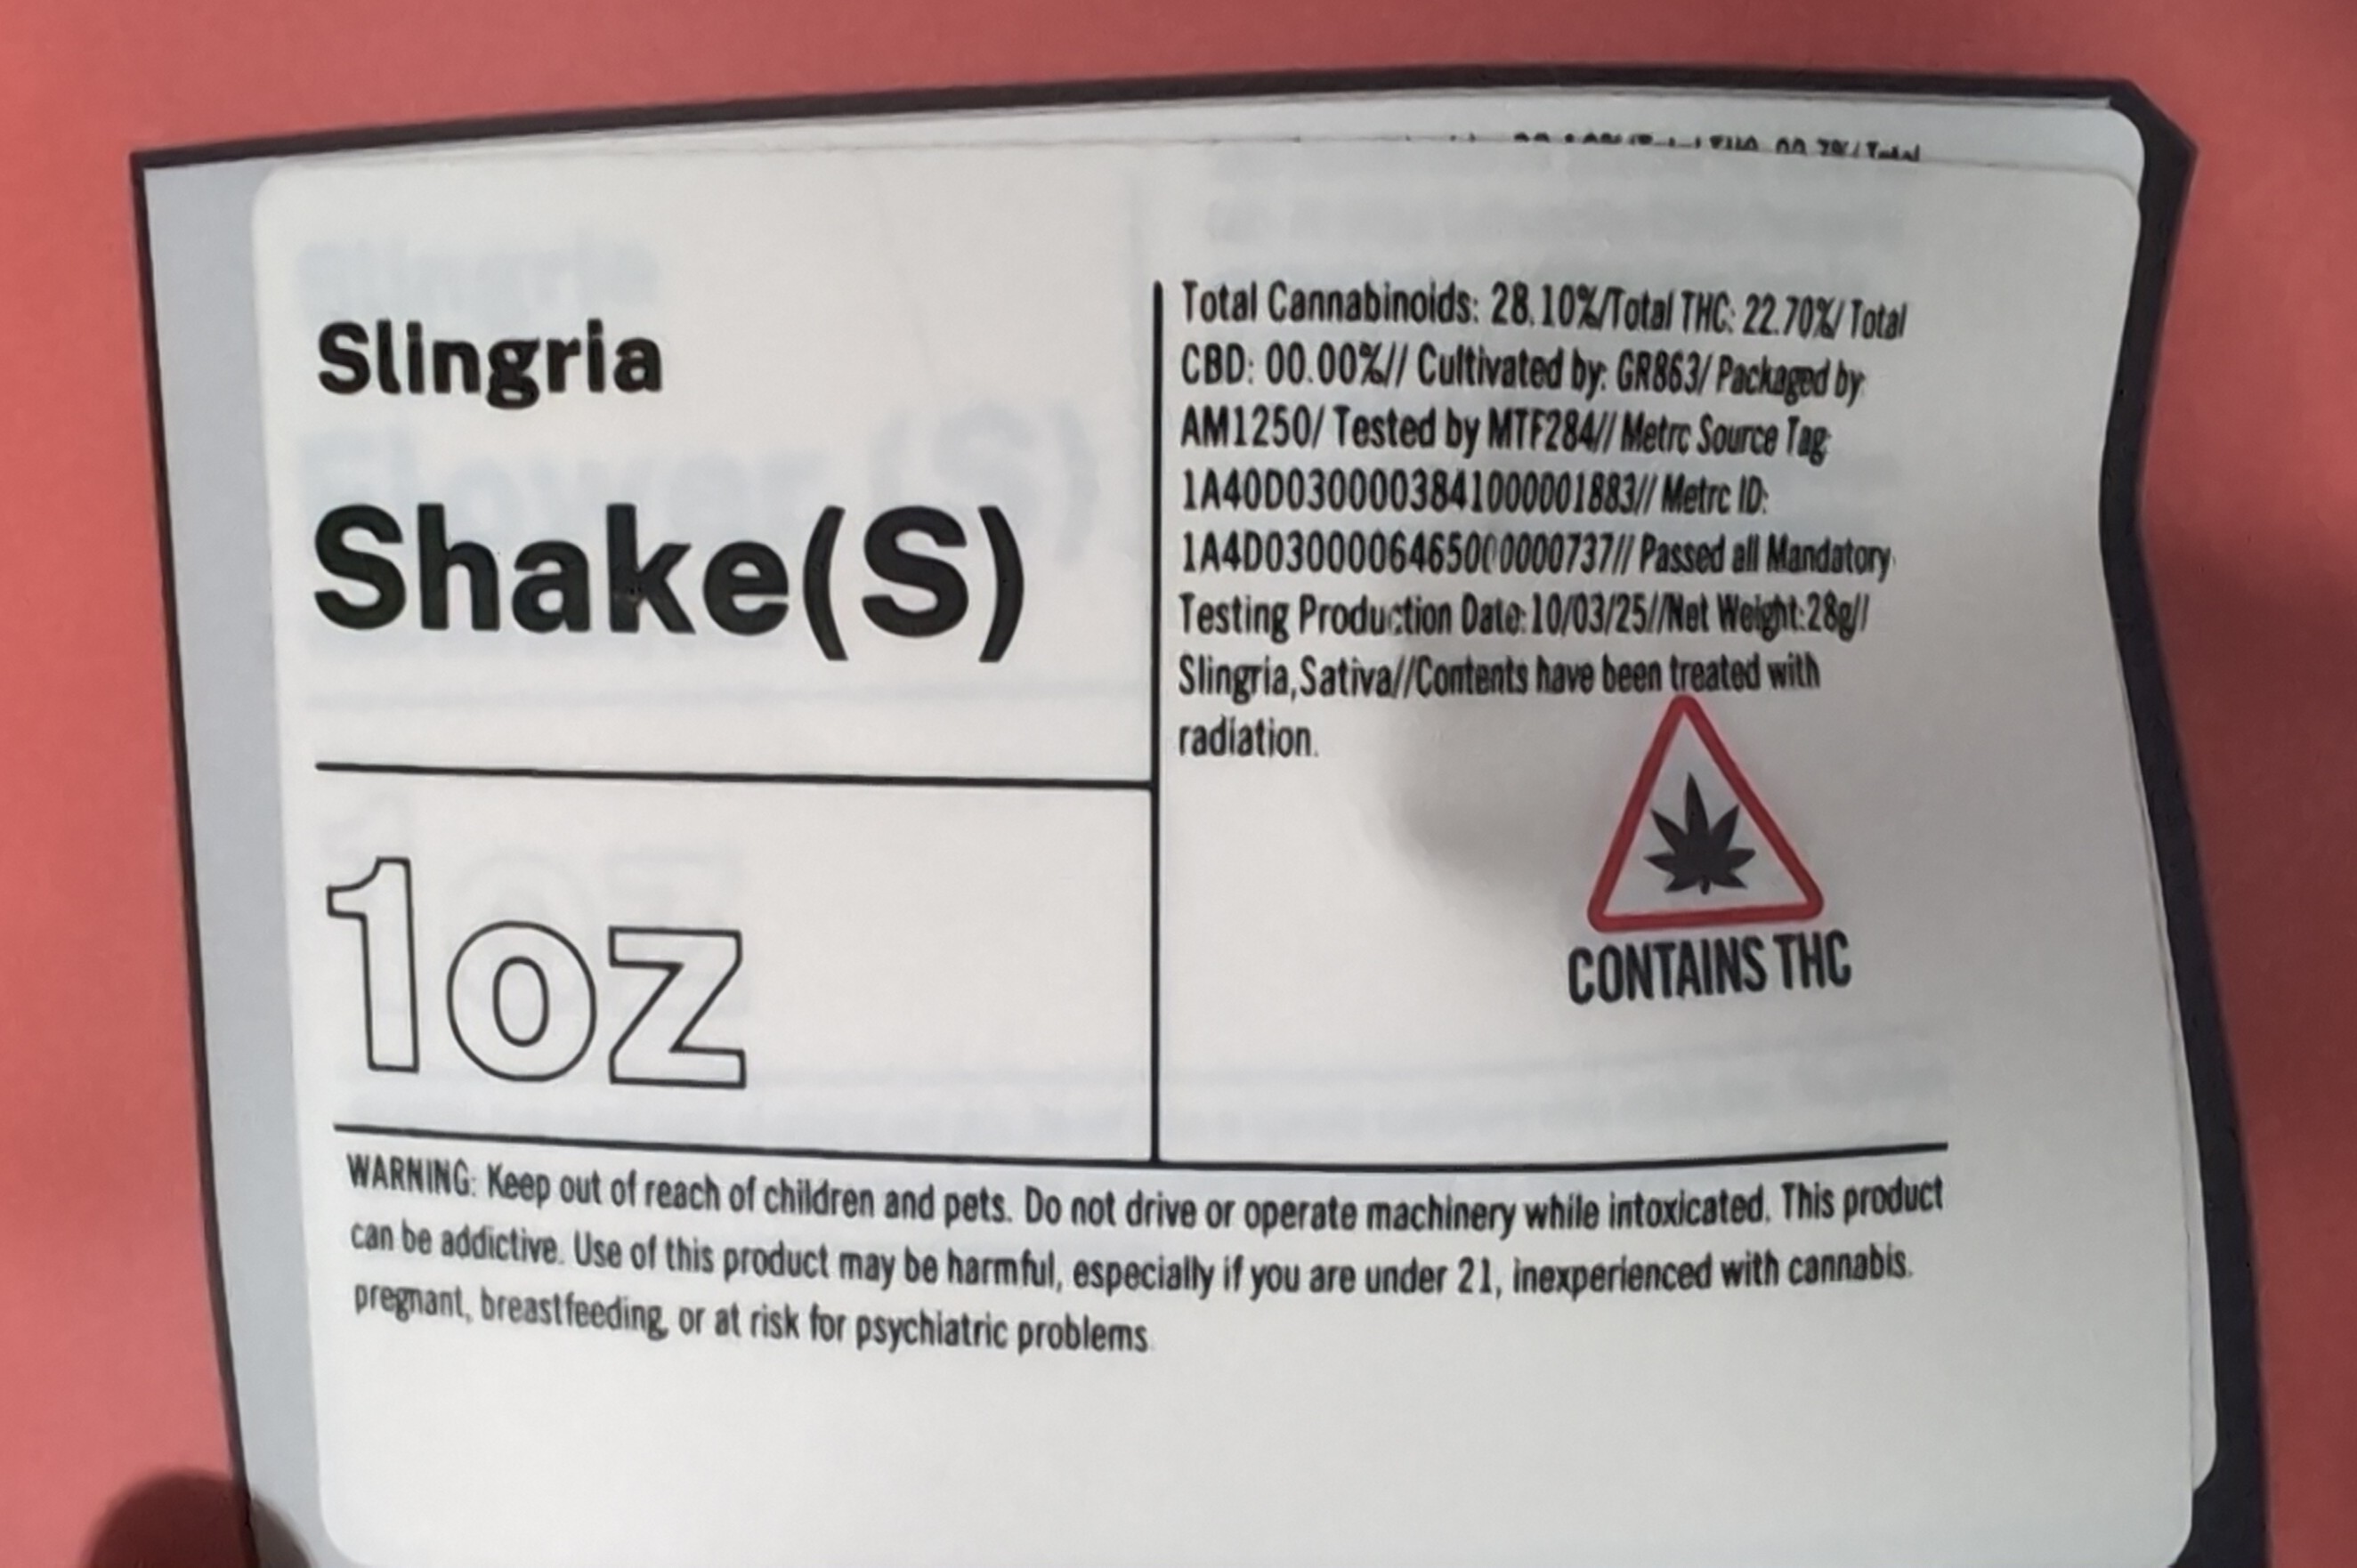 Slingria
Shake(S)
1oz
Total Cannabinoids: 28.10%/Total THC: 22.70%/ Total
CBD: 00.00%// Cultivated by: GR863/ Packaged by
AM1250/ Tested by MTF284// Metrc Source Tag:
1A40D0300003841000001883// Metrc ID:
1A4D0300006465000000737// Passed all Mandatory
Testing Production Date:10/03/25//Net Weight:28g//
Slingria,Sativa//Contents have been treated with
radiation.
CONTAINS THC
WARNING: Keep out of reach of children and pets. Do not drive or operate machinery while intoxicated. This product
can be addictive. Use of this product may be harmful, especially if you are under 21, inexperienced with cannabis.
pregnant, breastfeeding, or at risk for psychiatric problems.